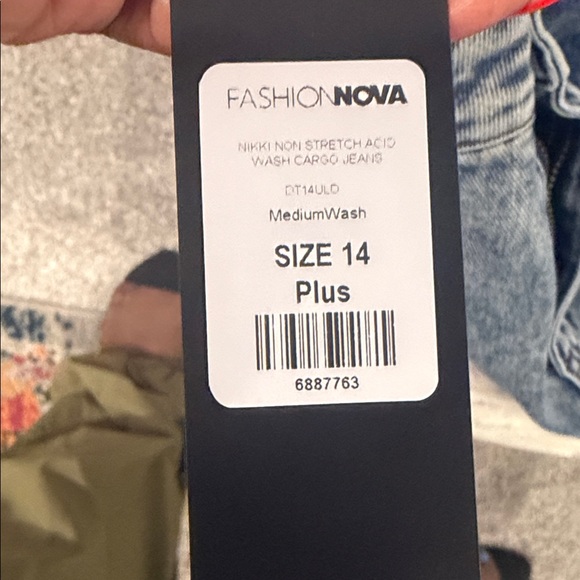 FASHIONNOVA
NIKKI NON STRETCH ACID
WASH CARGO JEANS
DT14ULD
MediumWash
SIZE 14
Plus
6887763